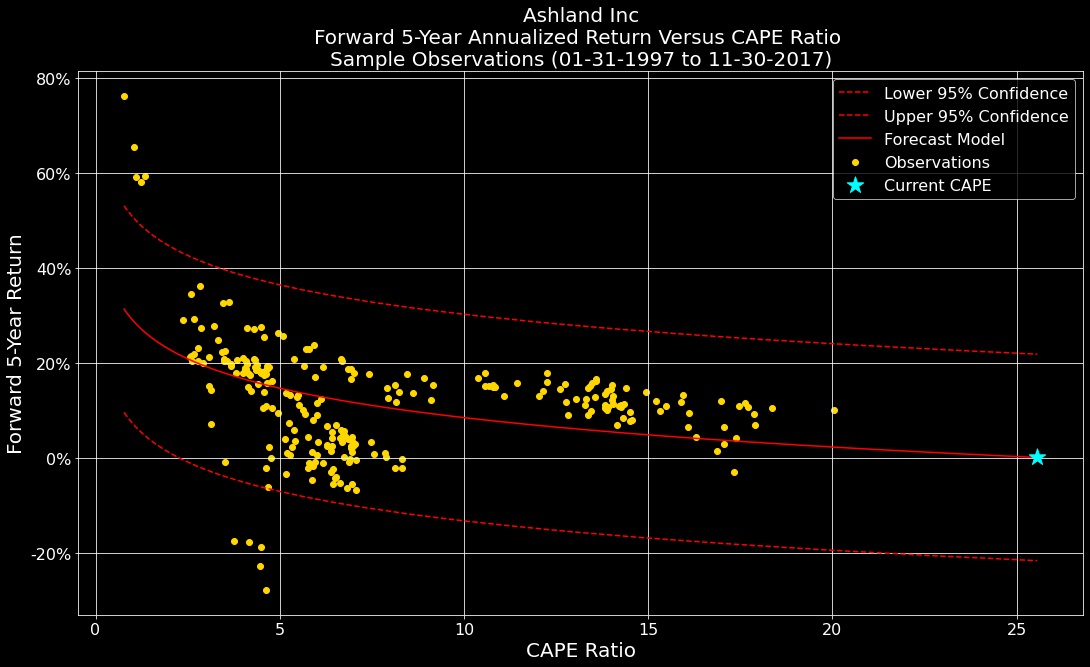 Ashland Inc
Forward 5-Year Annualized Return Versus CAPE Ratio
Sample Observations (01-31-1997 to 11-30-2017)
Lower 95% Confidence
Upper 95% Confidence
Forecast Model
Observations
Current CAPE
Forward 5-Year Return
80%
60%
40%
20%
0%
-20%
0 5 10 15 20 25
CAPE Ratio